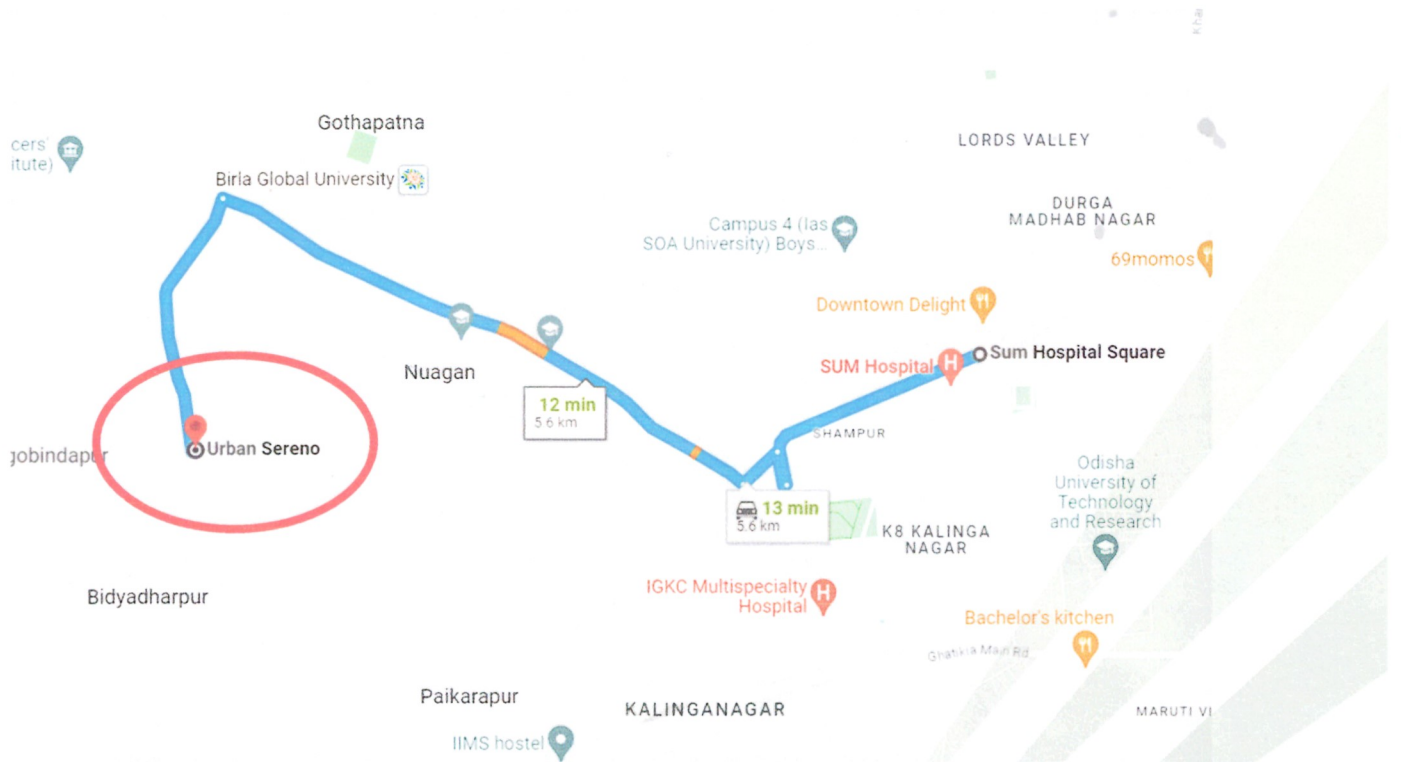 Kha
Gothapatna
cers'
itute)
LORDS VALLEY
Birla Global University
DURGA
MADHAB NAGAR
Campus 4 (Ias
SOA University) Boys...
69momos
Downtown Delight
Sum Hospital Square
SUM Hospital
Nuagan
12 min
5.6 km
SHAMPUR
Urban Sereno
gobindapur
Odisha
University of
Technology
and Research
13 min
5.6 km
K8 KALINGA
NAGAR
IGKC Multispecialty
Hospital
Bidyadharpur
Bachelor's kitchen
Ghatikia Main Rd
Paikarapur
KALINGANAGAR
MARUTI VI
IIMS hostel